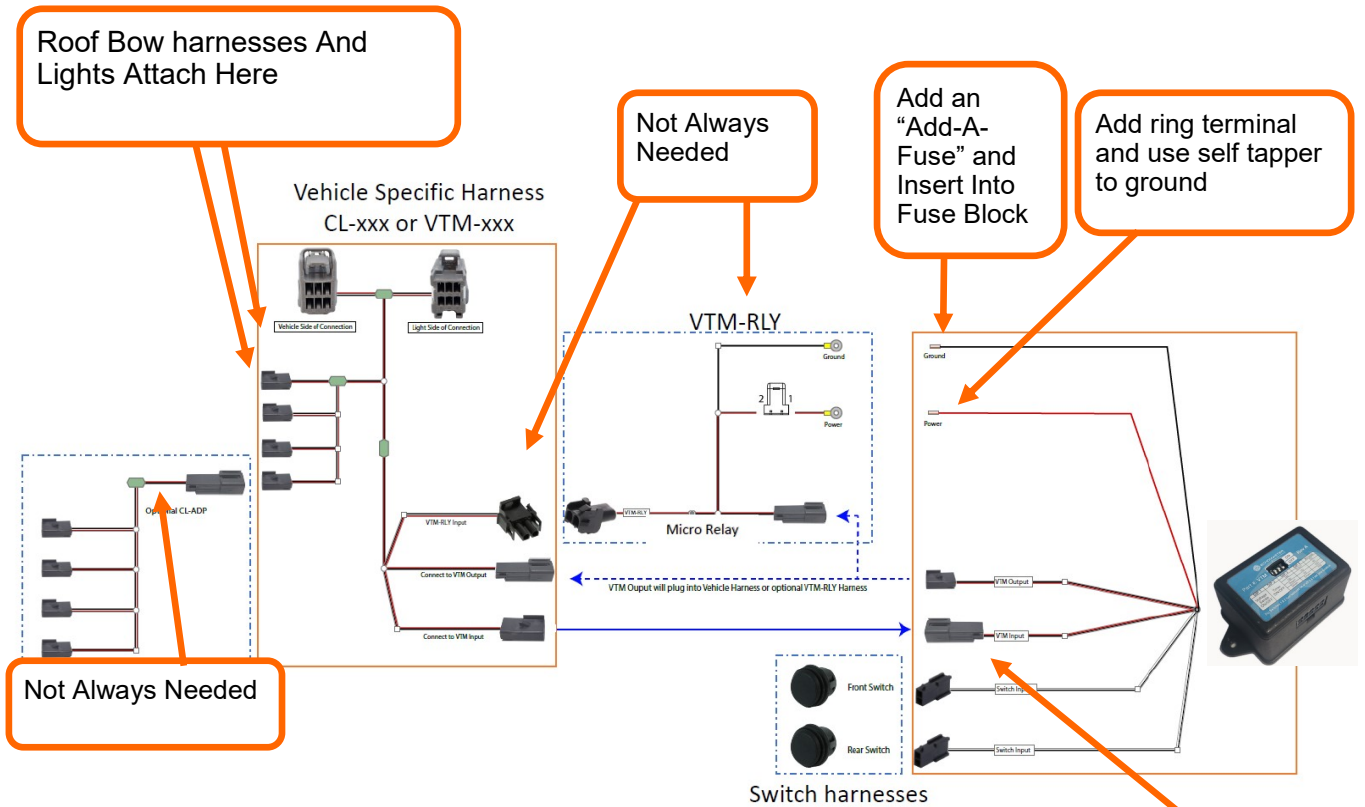 Roof Bow harnesses And
Lights Attach Here
Not Always
Needed
Add an
“Add-A-
Fuse” and
Insert Into
Fuse Block
Add ring terminal
and use self tapper
to ground
Vehicle Specific Harness
CL-xxx or VTM-xxx
Vehicle Side of Connection
Light Side of Connection
VTM-RLY
Ground
2
1
Power
Ground
Power
VTM-RLY Input
VTM-RLY
Micro Relay
Connect to VTM Output
VTM Ouput will plug into Vehicle Harness or optional VTM-RLY Harness
Connect to VTM Input
VTM Output
VTM Input
Switch Input
Switch Input
Front Switch
Rear Switch
Switch harnesses
CL-ADP
Not Always Needed